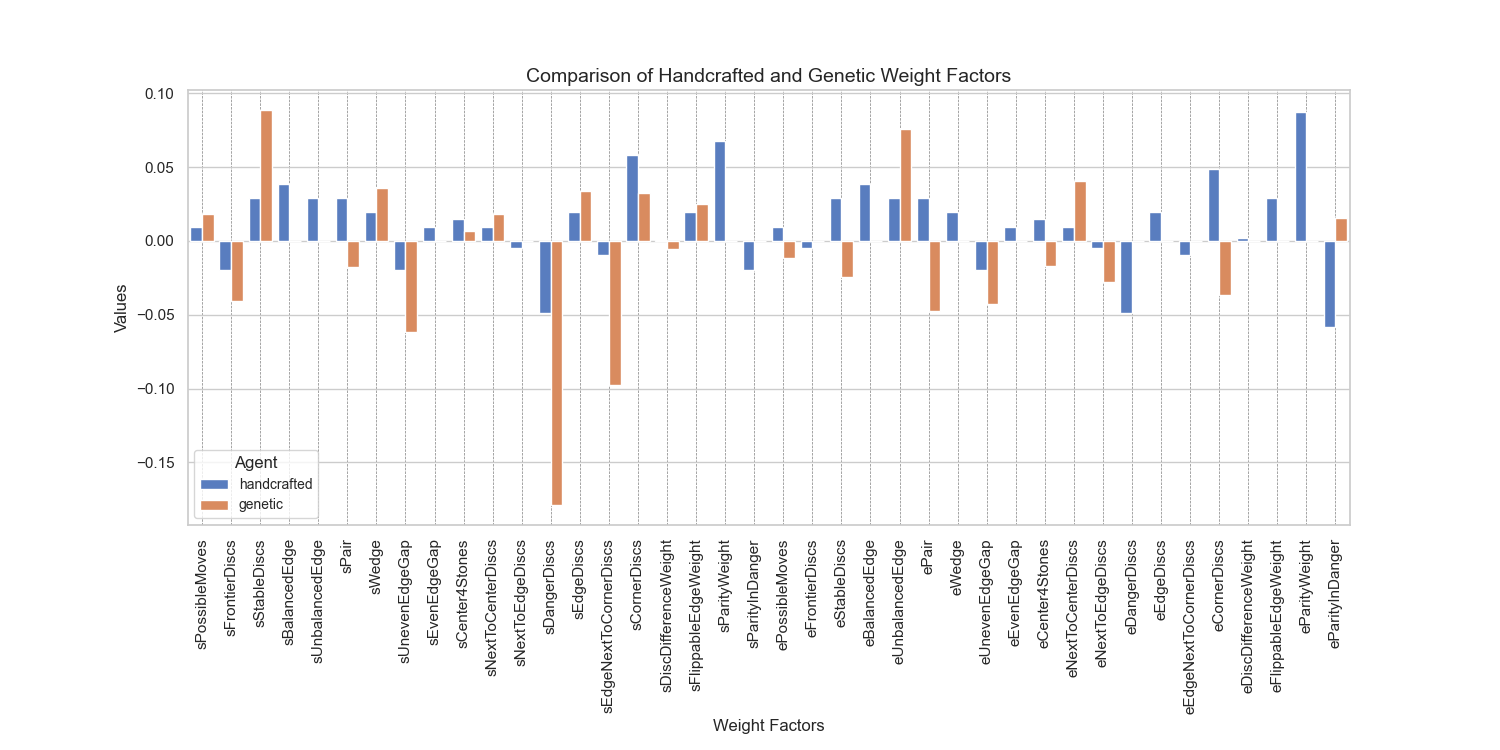 Comparison of Handcrafted and Genetic Weight Factors
Values
0.10
0.05
0.00
−0.05
−0.10
−0.15
Agent
handcrafted
genetic
sPossibleMoves
sFrontierDiscs
sStableDiscs
sBalancedEdge
sUnbalancedEdge
sPair
sWedge
sUnevenEdgeGap
sEvenEdgeGap
sCenter4Stones
sNextToCenterDiscs
sNextToEdgeDiscs
sDangerDiscs
sEdgeDiscs
sEdgeNextToCornerDiscs
sCornerDiscs
sDiscDifferenceWeight
sFlippableEdgeWeight
sParityWeight
sParityInDanger
ePossibleMoves
eFrontierDiscs
eStableDiscs
eBalancedEdge
eUnbalancedEdge
ePair
eWedge
eUnevenEdgeGap
eEvenEdgeGap
eCenter4Stones
eNextToCenterDiscs
eNextToEdgeDiscs
eDangerDiscs
eEdgeDiscs
eEdgeNextToCornerDiscs
eCornerDiscs
eDiscDifferenceWeight
eFlippableEdgeWeight
eParityWeight
eParityInDanger
Weight Factors